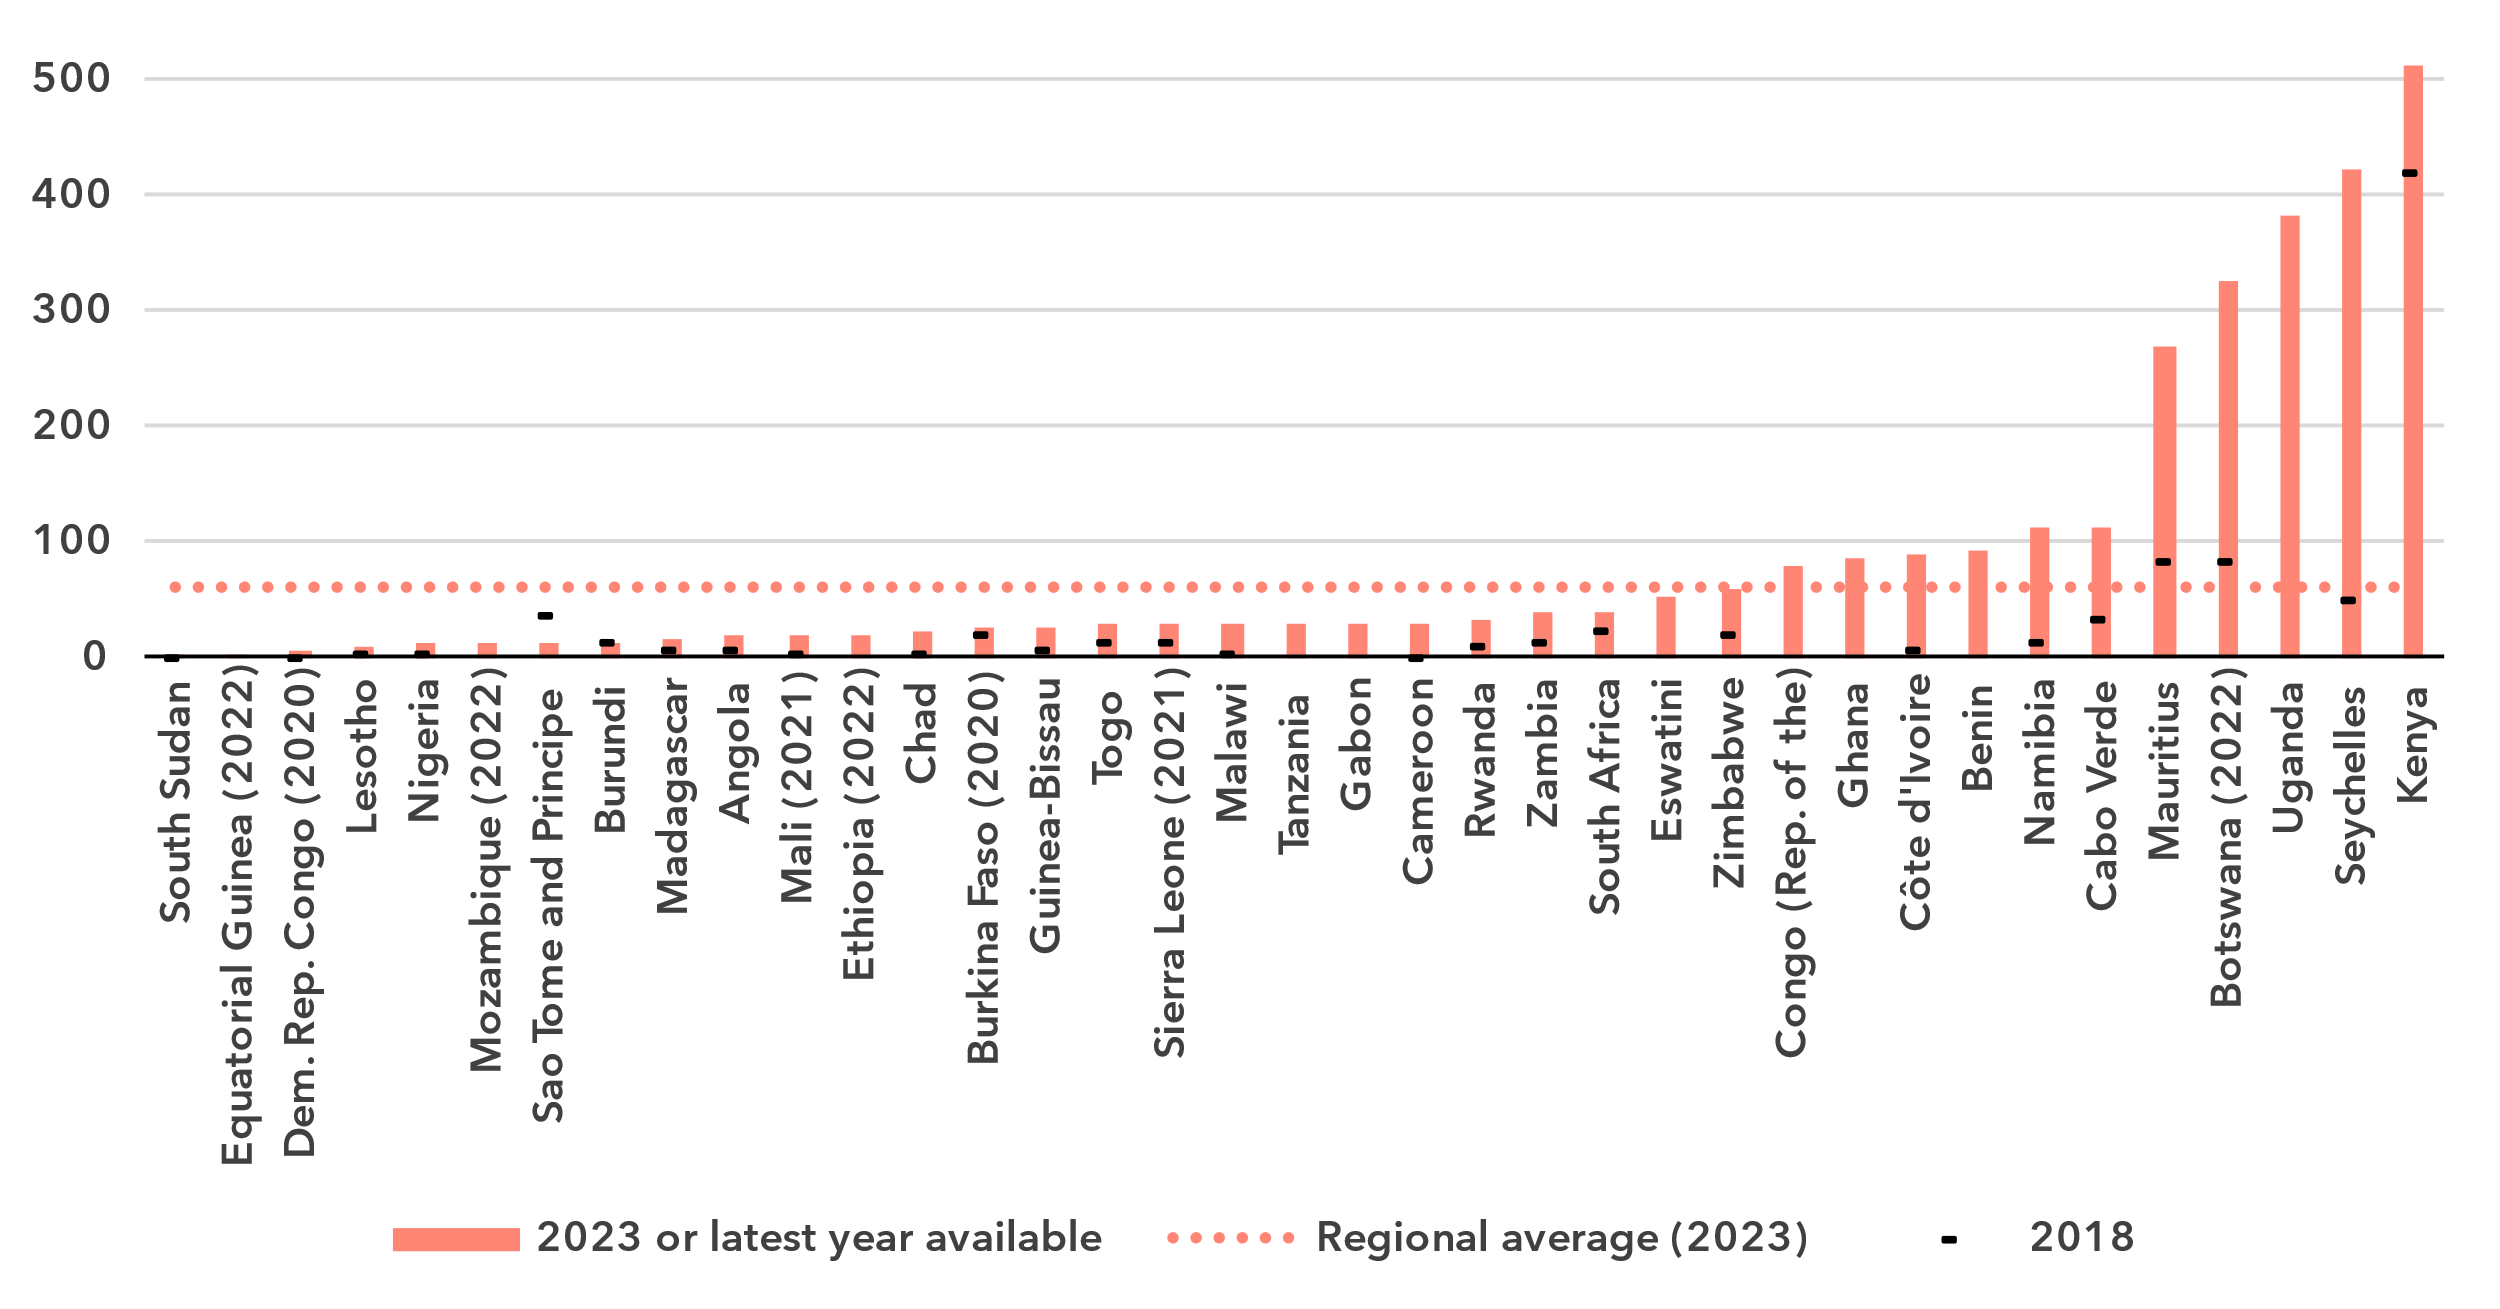 500
400
300
200
100
0
South Sudan
Equatorial Guinea (2022)
Dem. Rep. Congo (2020)
Lesotho
Nigeria
Mozambique (2022)
Sao Tome and Principe
Burundi
Madagascar
Angola
Mali (2021)
Ethiopia (2022)
Chad
Burkina Faso (2020)
Guinea-Bissau
Togo
Sierra Leone (2021)
Malawi
Tanzania
Gabon
Cameroon
Rwanda
Zambia
South Africa
Eswatini
Zimbabwe
Congo (Rep. of the)
Ghana
Côte d'Ivoire
Benin
Namibia
Cabo Verde
Mauritius
Botswana (2022)
Uganda
Seychelles
Kenya
2023 or latest year available
Regional average (2023)
2018